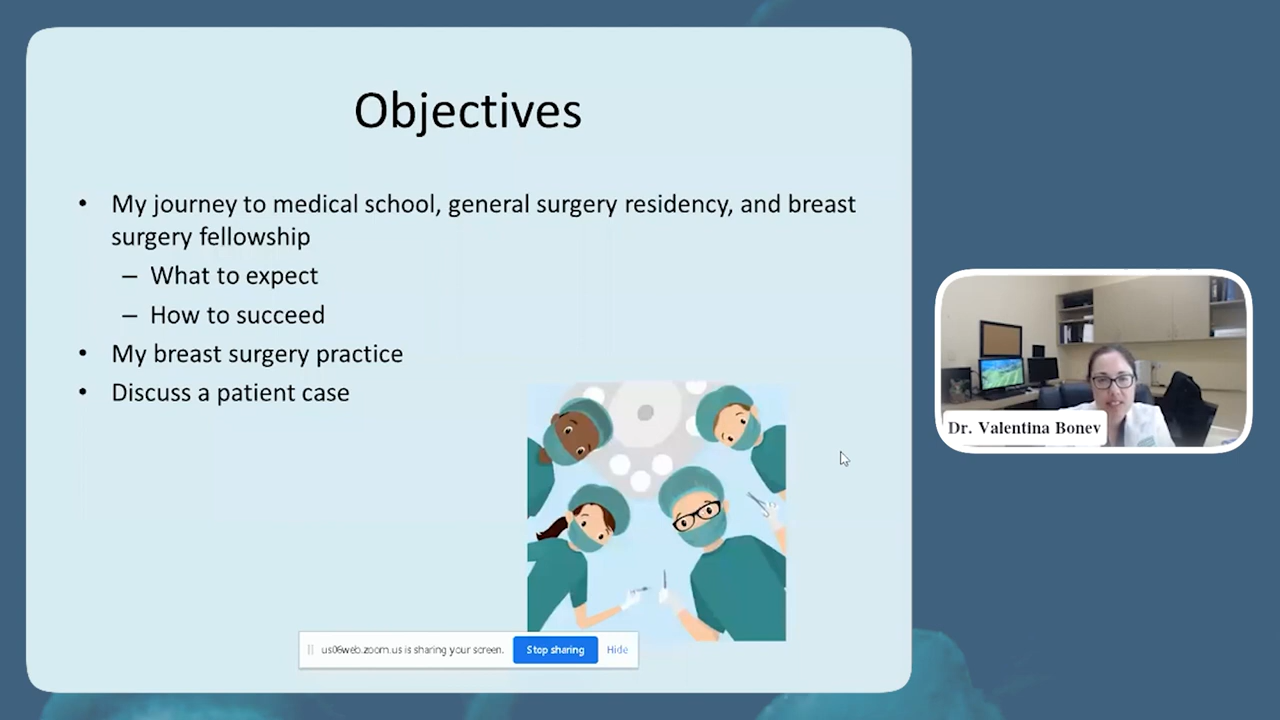 Objectives
• My journey to medical school, general surgery residency, and breast
surgery fellowship
– What to expect
– How to succeed
• My breast surgery practice
• Discuss a patient case
Dr. Valentina Bonev
us06web.zoom.us is sharing your screen. Stop sharing Hide